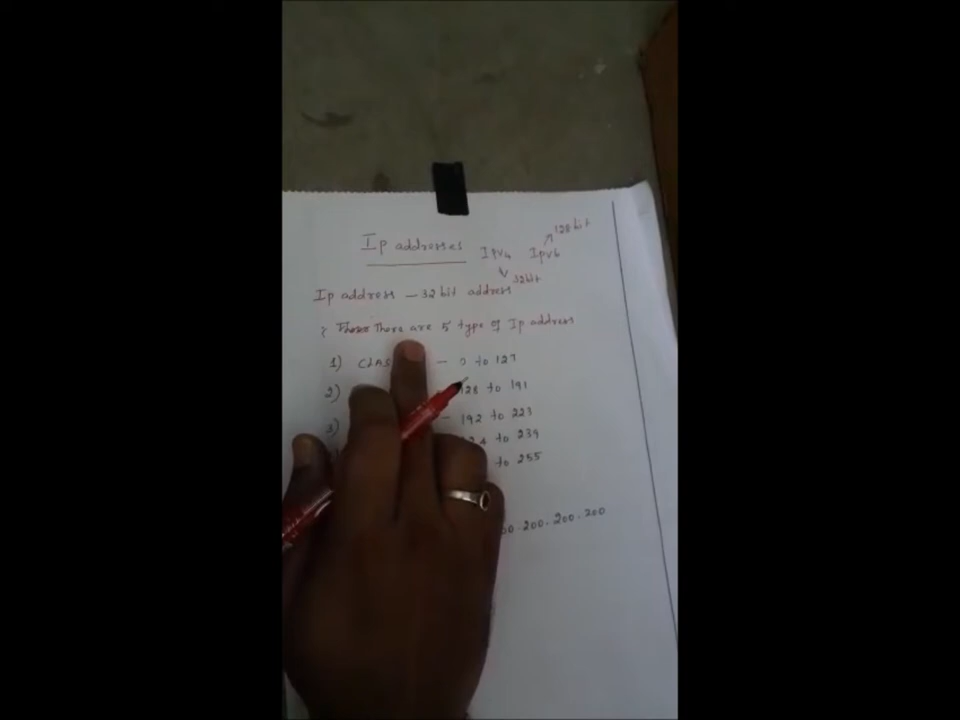 Ip addresses IPv4 IPv6 128 bit
32 bit
Ip address – 32 bit address
There are 5 type of Ip address
1) CLAS – 0 to 127
2) 128 to 191
3) – 192 to 223
to 239
to 255
200.200.200